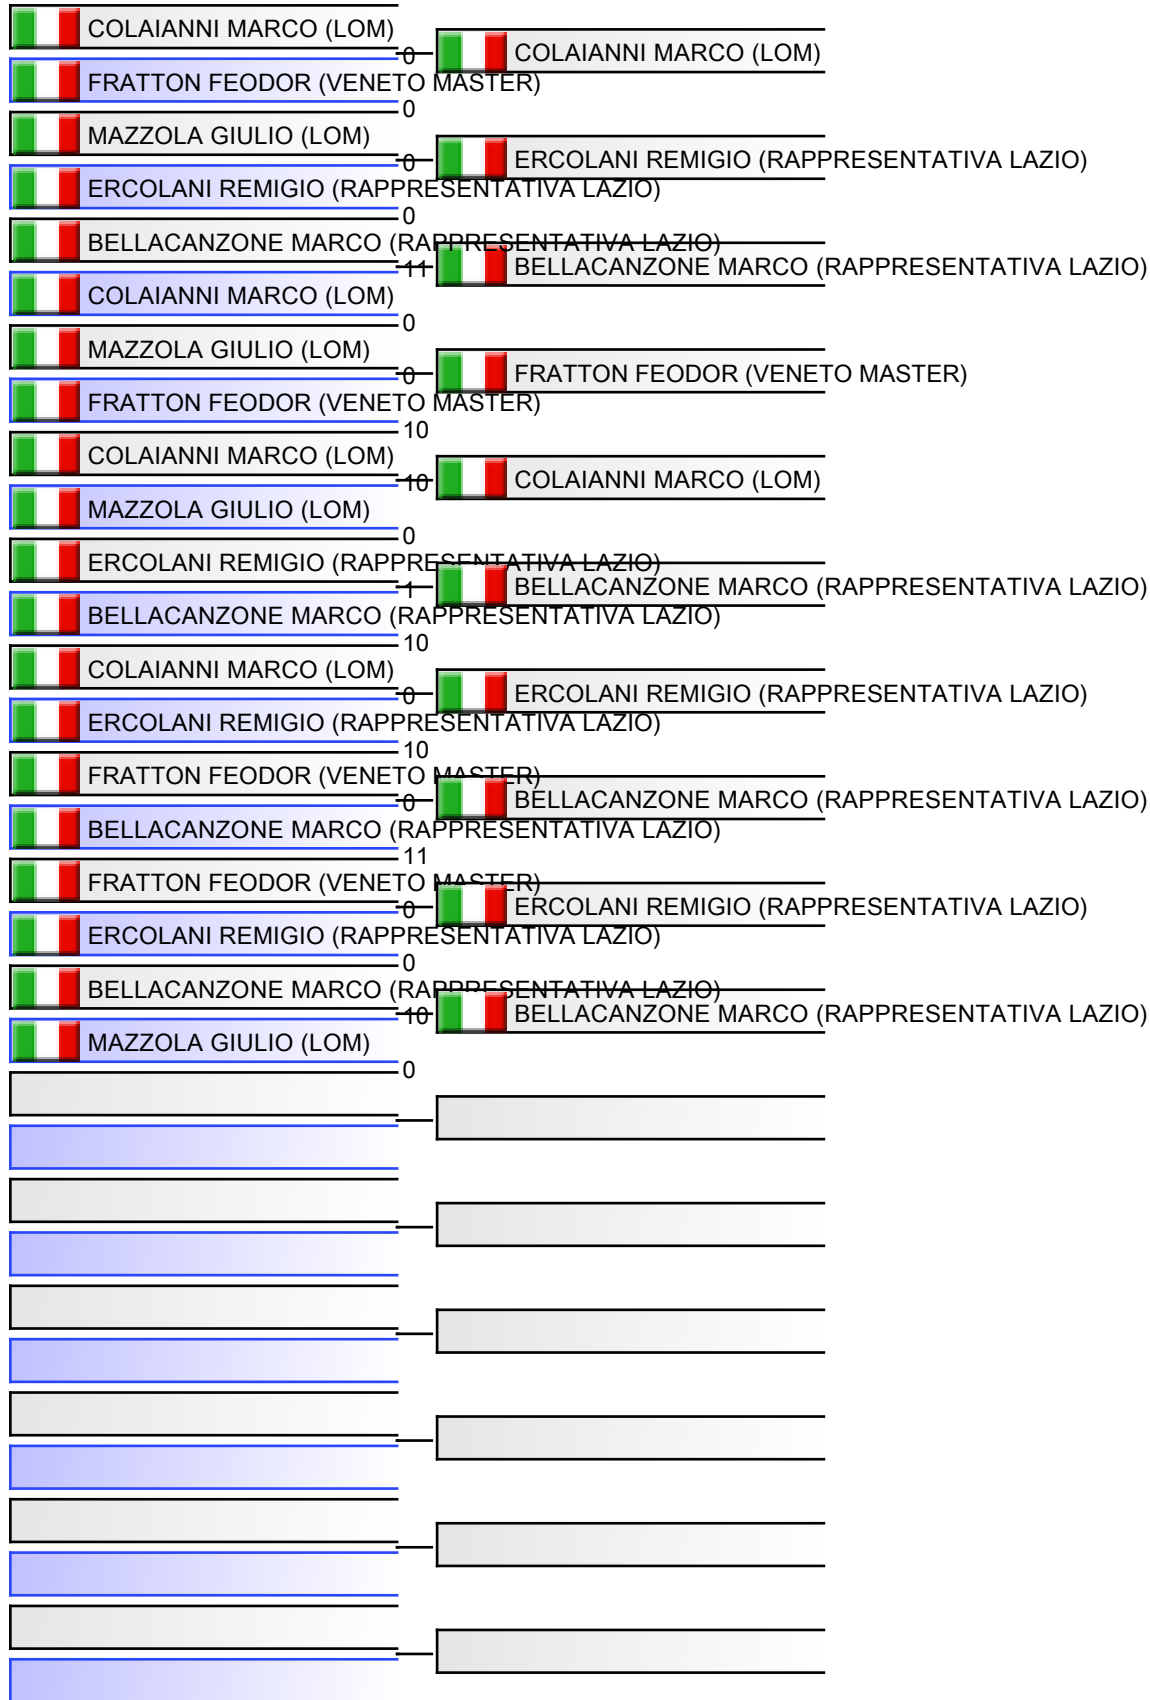 COLAIANNI MARCO (LOM)
0
COLAIANNI MARCO (LOM)
FRATTON FEODOR (VENETO MASTER)
0
MAZZOLA GIULIO (LOM)
0
ERCOLANI REMIGIO (RAPPRESENTATIVA LAZIO)
ERCOLANI REMIGIO (RAPPRESENTATIVA LAZIO)
0
BELLACANZONE MARCO (RAPPRESENTATIVA LAZIO)
11
BELLACANZONE MARCO (RAPPRESENTATIVA LAZIO)
COLAIANNI MARCO (LOM)
0
MAZZOLA GIULIO (LOM)
0
FRATTON FEODOR (VENETO MASTER)
FRATTON FEODOR (VENETO MASTER)
10
COLAIANNI MARCO (LOM)
10
COLAIANNI MARCO (LOM)
MAZZOLA GIULIO (LOM)
0
ERCOLANI REMIGIO (RAPPRESENTATIVA LAZIO)
1
BELLACANZONE MARCO (RAPPRESENTATIVA LAZIO)
BELLACANZONE MARCO (RAPPRESENTATIVA LAZIO)
10
COLAIANNI MARCO (LOM)
0
ERCOLANI REMIGIO (RAPPRESENTATIVA LAZIO)
ERCOLANI REMIGIO (RAPPRESENTATIVA LAZIO)
10
FRATTON FEODOR (VENETO MASTER)
0
BELLACANZONE MARCO (RAPPRESENTATIVA LAZIO)
BELLACANZONE MARCO (RAPPRESENTATIVA LAZIO)
11
FRATTON FEODOR (VENETO MASTER)
0
ERCOLANI REMIGIO (RAPPRESENTATIVA LAZIO)
ERCOLANI REMIGIO (RAPPRESENTATIVA LAZIO)
0
BELLACANZONE MARCO (RAPPRESENTATIVA LAZIO)
10
BELLACANZONE MARCO (RAPPRESENTATIVA LAZIO)
MAZZOLA GIULIO (LOM)
0